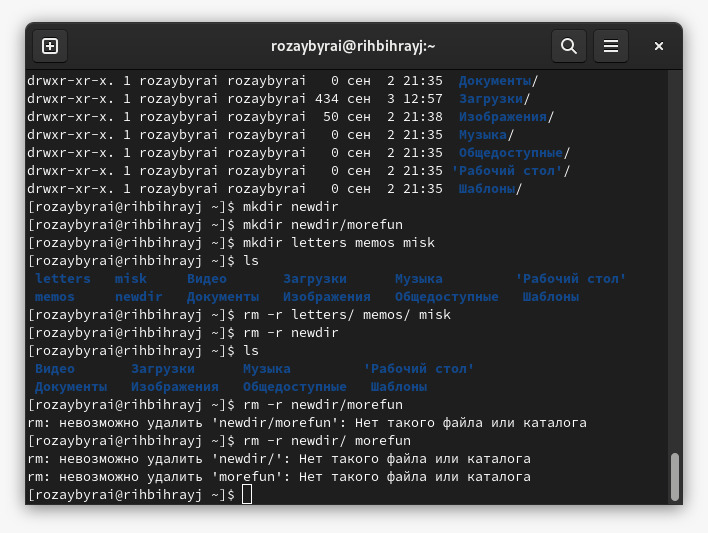 rozaybyrai@rihbihrayj:~
drwxr-xr-x. 1 rozaybyrai rozaybyrai   0 сен  2 21:35  Документы/
drwxr-xr-x. 1 rozaybyrai rozaybyrai 434 сен  3 12:57  Загрузки/
drwxr-xr-x. 1 rozaybyrai rozaybyrai  50 сен  2 21:38  Изображения/
drwxr-xr-x. 1 rozaybyrai rozaybyrai   0 сен  2 21:35  Музыка/
drwxr-xr-x. 1 rozaybyrai rozaybyrai   0 сен  2 21:35  Общедоступные/
drwxr-xr-x. 1 rozaybyrai rozaybyrai   0 сен  2 21:35 'Рабочий стол'/
drwxr-xr-x. 1 rozaybyrai rozaybyrai   0 сен  2 21:35  Шаблоны/
[rozaybyrai@rihbihrayj ~]$ mkdir newdir
[rozaybyrai@rihbihrayj ~]$ mkdir newdir/morefun
[rozaybyrai@rihbihrayj ~]$ mkdir letters memos misk
[rozaybyrai@rihbihrayj ~]$ ls
letters   misk     Видео       Загрузки      Музыка         'Рабочий стол'
memos     newdir   Документы   Изображения   Общедоступные   Шаблоны
[rozaybyrai@rihbihrayj ~]$ rm -r letters/ memos/ misk
[rozaybyrai@rihbihrayj ~]$ rm -r newdir
[rozaybyrai@rihbihrayj ~]$ ls
Видео       Загрузки      Музыка         'Рабочий стол'
Документы   Изображения   Общедоступные   Шаблоны
[rozaybyrai@rihbihrayj ~]$ rm -r newdir/morefun
rm: невозможно удалить 'newdir/morefun': Нет такого файла или каталога
[rozaybyrai@rihbihrayj ~]$ rm -r newdir/ morefun
rm: невозможно удалить 'newdir/': Нет такого файла или каталога
rm: невозможно удалить 'morefun': Нет такого файла или каталога
[rozaybyrai@rihbihrayj ~]$